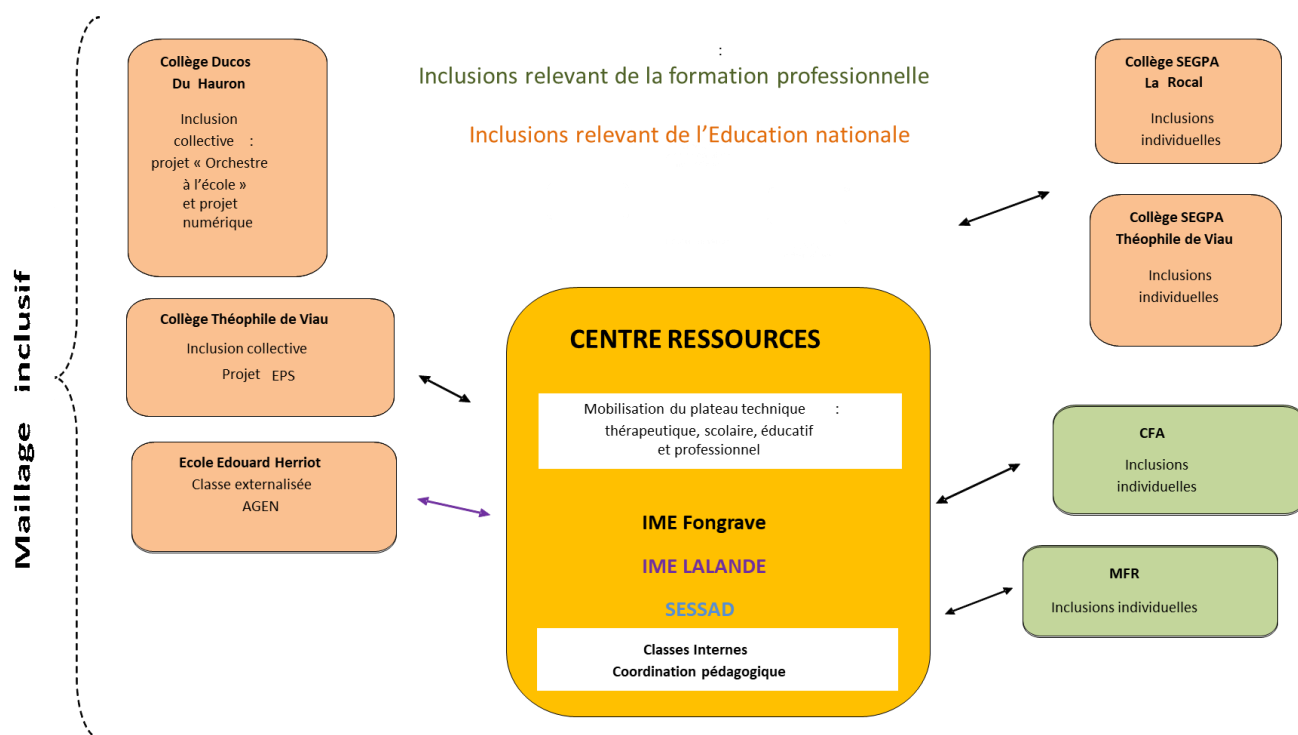 Maillage inclusif
Collège Ducos
Du Hauron
Inclusion
collective :
projet « Orchestre
à l’école »
et projet
numérique
Collège Théophile de Viau
Inclusion collective
Projet EPS
Ecole Edouard Herriot
Classe externalisée
AGEN
:
Inclusions relevant de la formation professionnelle
Inclusions relevant de l’Education nationale
CENTRE RESSOURCES
Mobilisation du plateau technique :
thérapeutique, scolaire, éducatif
et professionnel
IME Fongrave
IME LALANDE
SESSAD
Classes Internes
Coordination pédagogique
Collège SEGPA
La Rocal
Inclusions
individuelles
Collège SEGPA
Théophile de Viau
Inclusions
individuelles
CFA
Inclusions
individuelles
MFR
Inclusions individuelles